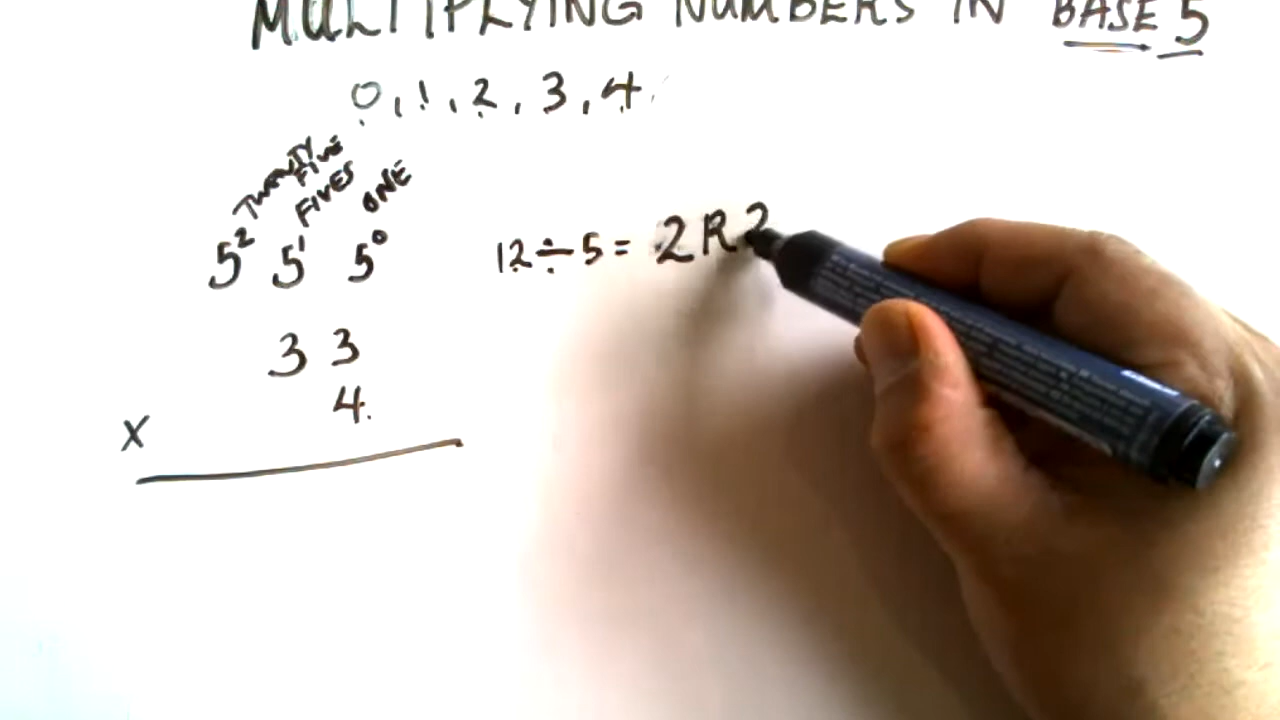 MULTIPLYING NUMBERS IN BASE 5
0, 1, 2, 3, 4
TWENTY FIVE FIVES ONE
5² 5¹ 5⁰
12 ÷ 5 = 2 R 2
3 3
4
X